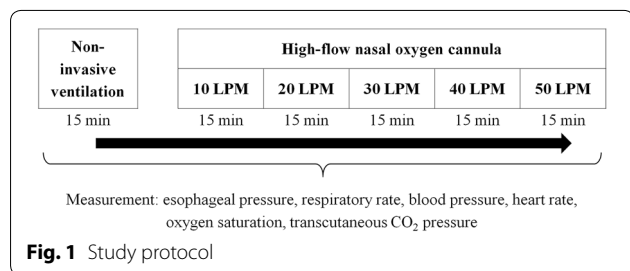 Non-
invasive
ventilation
High-flow nasal oxygen cannula
10 LPM 20 LPM 30 LPM 40 LPM 50 LPM
15 min 15 min 15 min 15 min 15 min 15 min
Measurement: esophageal pressure, respiratory rate, blood pressure, heart rate,
oxygen saturation, transcutaneous CO₂ pressure
Fig. 1 Study protocol